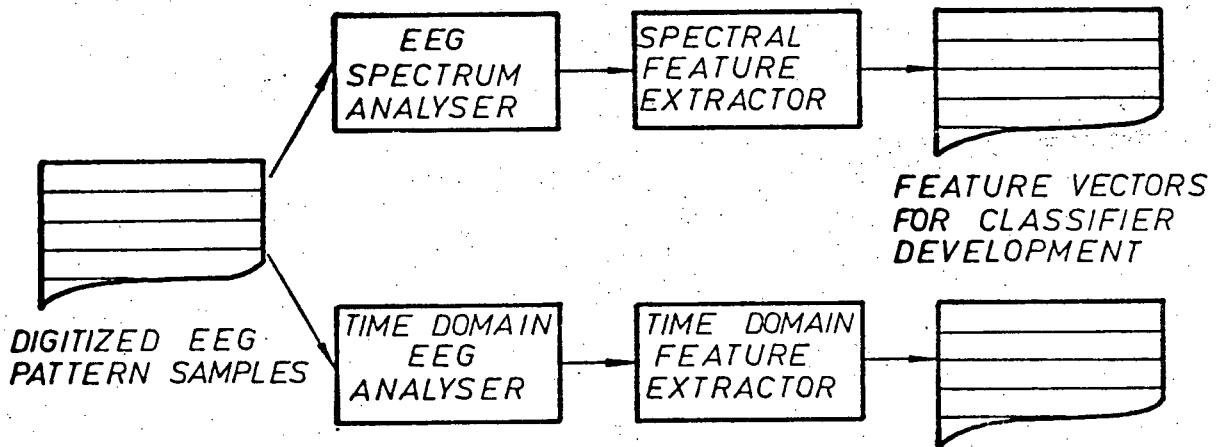 EEG
SPECTRUM
ANALYSER
SPECTRAL
FEATURE
EXTRACTOR
FEATURE VECTORS
FOR CLASSIFIER
DEVELOPMENT
DIGITIZED EEG
PATTERN SAMPLES
TIME DOMAIN
EEG
ANALYSER
TIME DOMAIN
FEATURE
EXTRACTOR